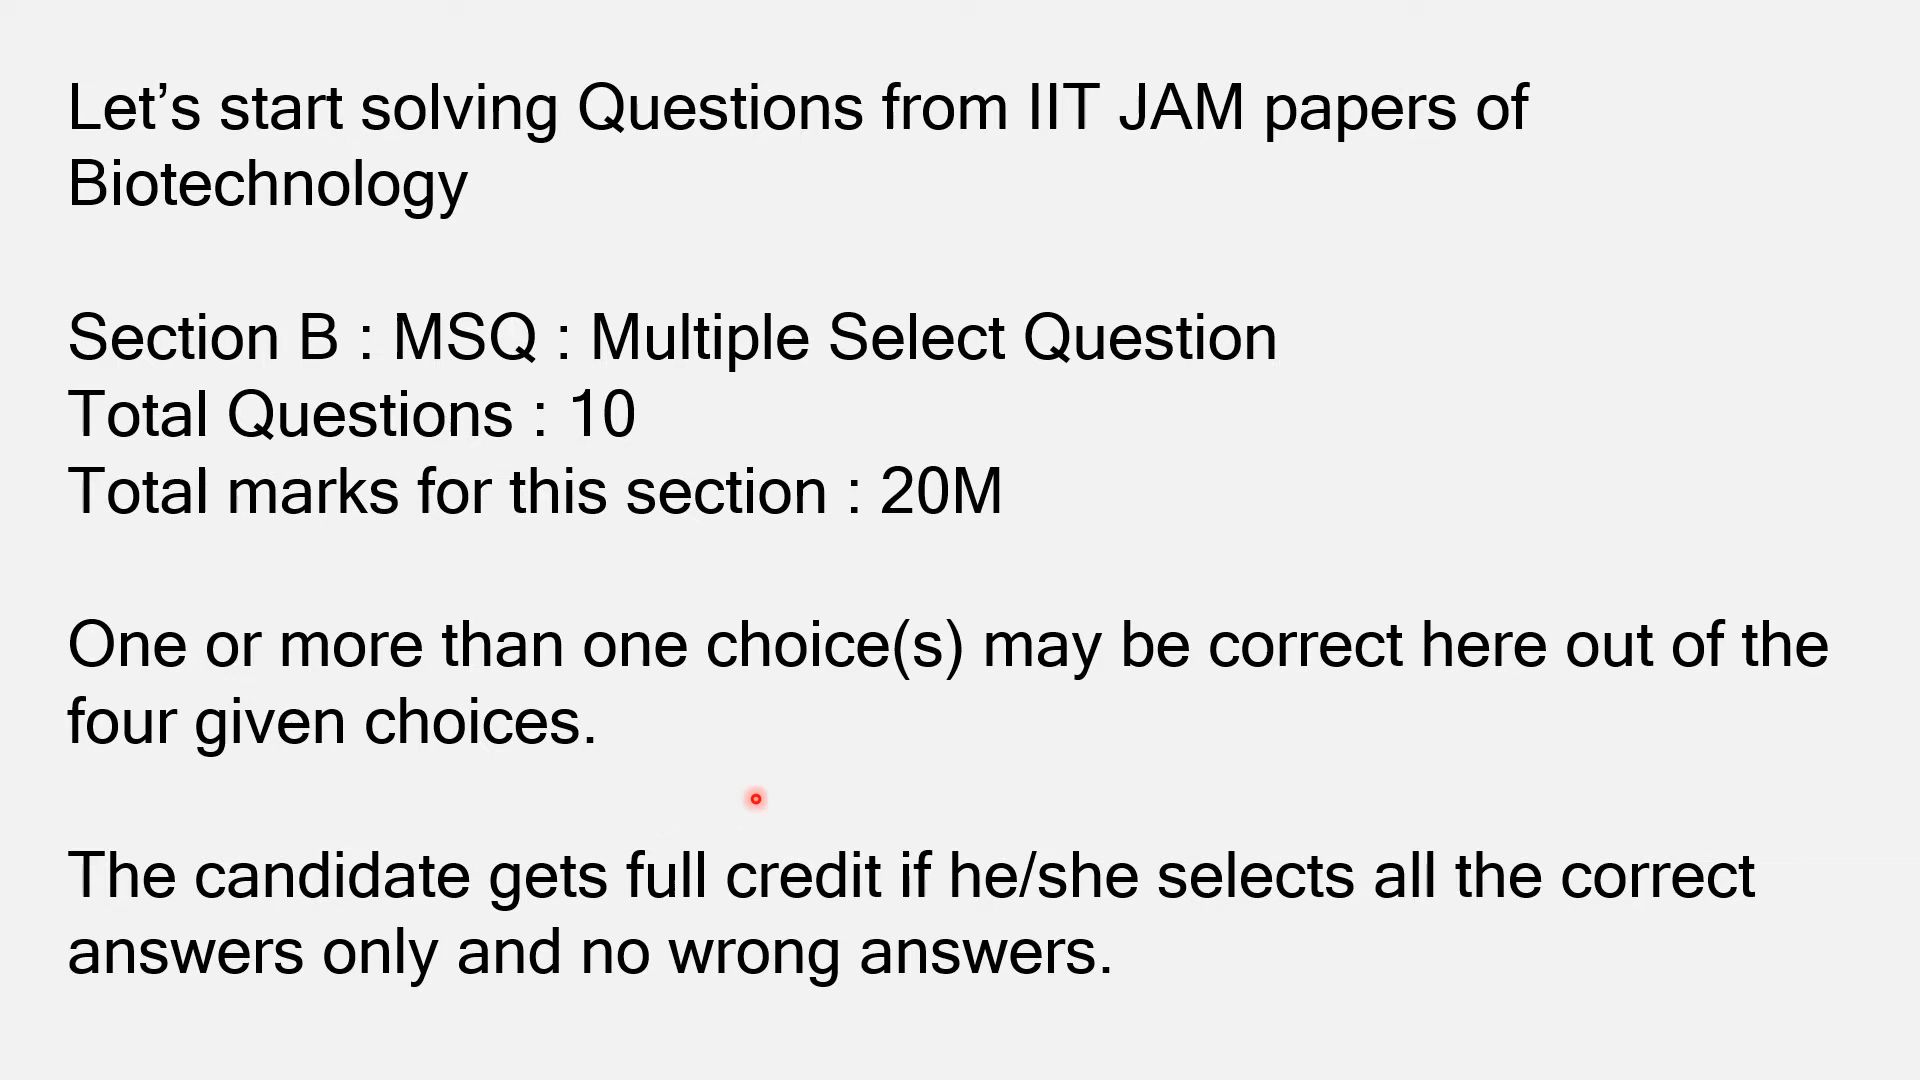 Let’s start solving Questions from IIT JAM papers of
Biotechnology
Section B : MSQ : Multiple Select Question
Total Questions : 10
Total marks for this section : 20M
One or more than one choice(s) may be correct here out of the
four given choices.
The candidate gets full credit if he/she selects all the correct
answers only and no wrong answers.